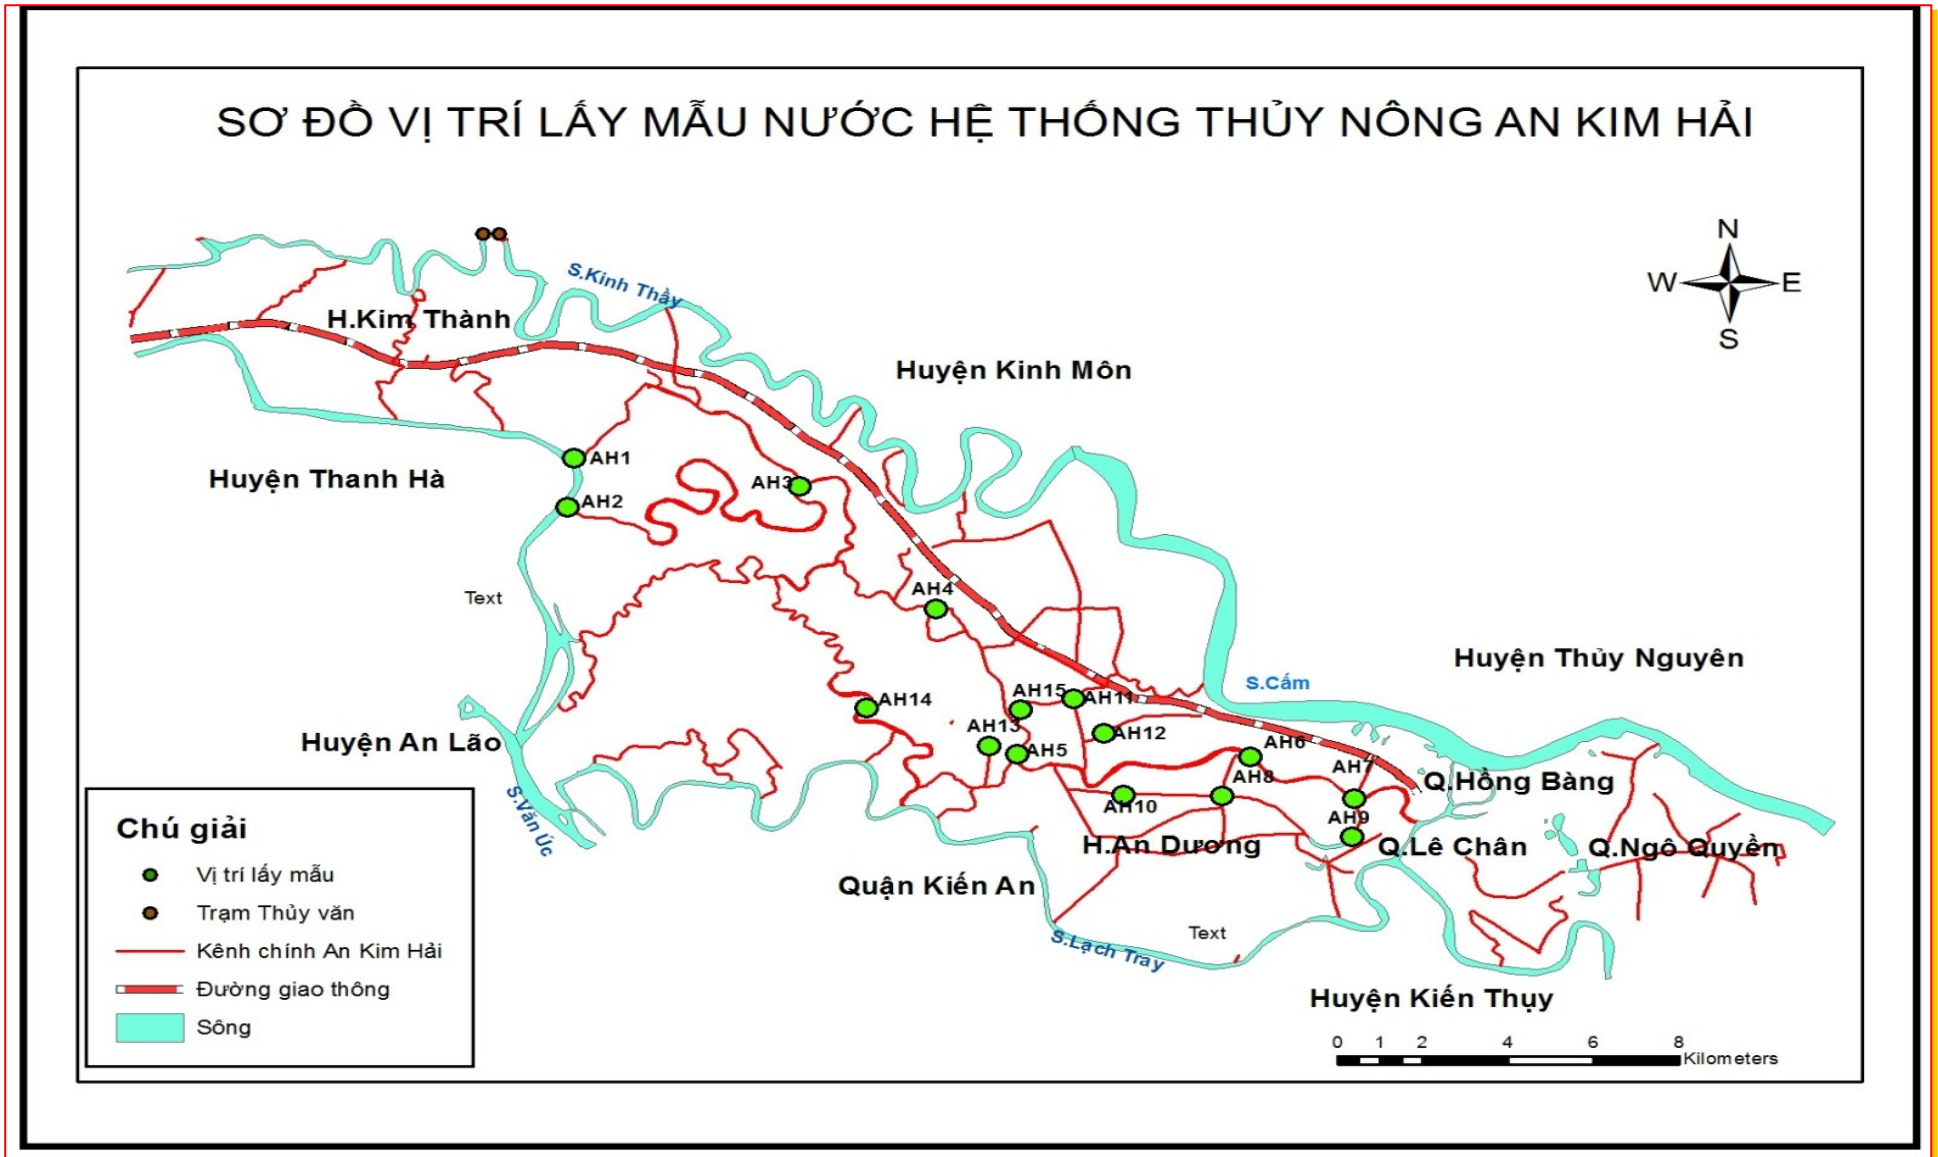 SƠ ĐỒ VỊ TRÍ LẤY MẪU NƯỚC HỆ THỐNG THỦY NÔNG AN KIM HẢI
N
W
E
S
S.Kinh Thầy
H.Kim Thành
Huyện Kinh Môn
AH1
Huyện Thanh Hà
AH3
AH2
AH4
Text
Huyện Thủy Nguyên
S.Cấm
AH15
AH11
AH14
AH13
AH12
Huyện An Lão
AH5
AH6
AH7
AH8
Q.Hồng Bàng
AH10
AH9
S.Văn Úc
H.An Dương
Q.Lê Chân
Q.Ngô Quyền
Quận Kiến An
Text
S.Lạch Tray
Huyện Kiến Thụy
Chú giải
Vị trí lấy mẫu
Trạm Thủy văn
Kênh chính An Kim Hải
Đường giao thông
Sông
0 1 2 4 6 8
Kilometers